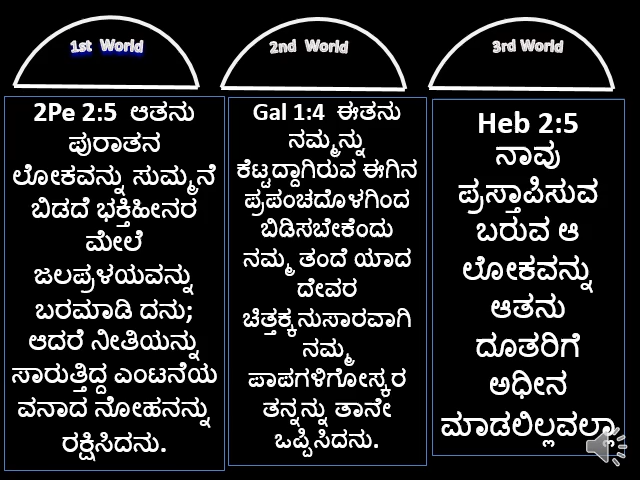 1st World
2nd World
3rd World
2Pe 2:5 ಆತನು
ಪುರಾತನ
ಲೋಕವನ್ನು ಸುಮ್ಮನೆ
ಬಿಡದೆ ಭಕ್ತಿಹೀನರ
ಮೇಲೆ
ಜಲಪ್ರಳಯವನ್ನು
ಬರಮಾಡಿ ದನು;
ಆದರೆ ನೀತಿಯನ್ನು
ಸಾರುತ್ತಿದ್ದ ಎಂಟನೆಯ
ವನಾದ ನೋಹನನ್ನು
ರಕ್ಷಿಸಿದನು.
Gal 1:4 ಈತನು
ನಮ್ಮನ್ನು
ಕೆಟ್ಟದ್ದಾಗಿರುವ ಈಗಿನ
ಪ್ರಪಂಚದೊಳಗಿಂದ
ಬಿಡಿಸಬೇಕೆಂದು
ನಮ್ಮ ತಂದೆ ಯಾದ
ದೇವರ
ಚಿತ್ತಕ್ಕನುಸಾರವಾಗಿ
ನಮ್ಮ
ಪಾಪಗಳಿಗೋಸ್ಕರ
ತನ್ನನ್ನು ತಾನೇ
ಒಪ್ಪಿಸಿದನು.
Heb 2:5
ನಾವು
ಪ್ರಸ್ತಾಪಿಸುವ
ಬರುವ ಆ
ಲೋಕವನ್ನು
ಆತನು
ದೂತರಿಗೆ
ಅಧೀನ
ಮಾಡಲಿಲ್ಲವಲ್ಲಾ